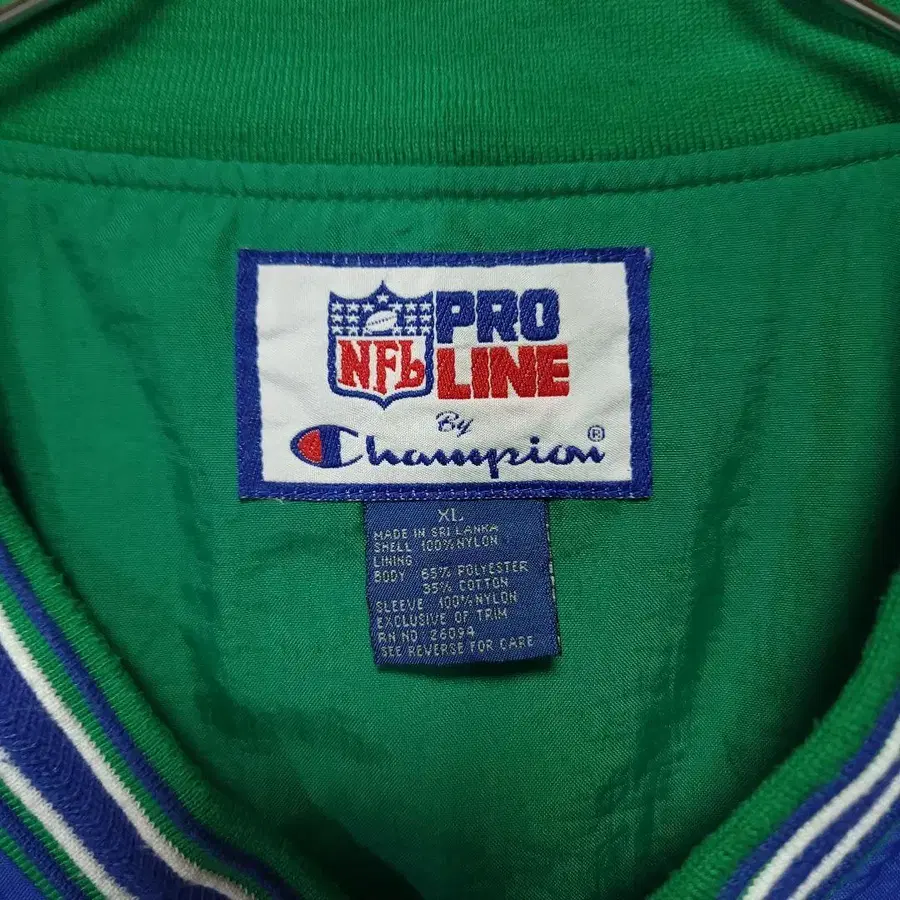 NFL
PRO
LINE
By
Champion®
XL
MADE IN SRI LANKA
SHELL 100% NYLON
LINING
BODY 65% POLYESTER
35% COTTON
SLEEVE 100% NYLON
EXCLUSIVE OF TRIM
RN NO 26094
SEE REVERSE FOR CARE